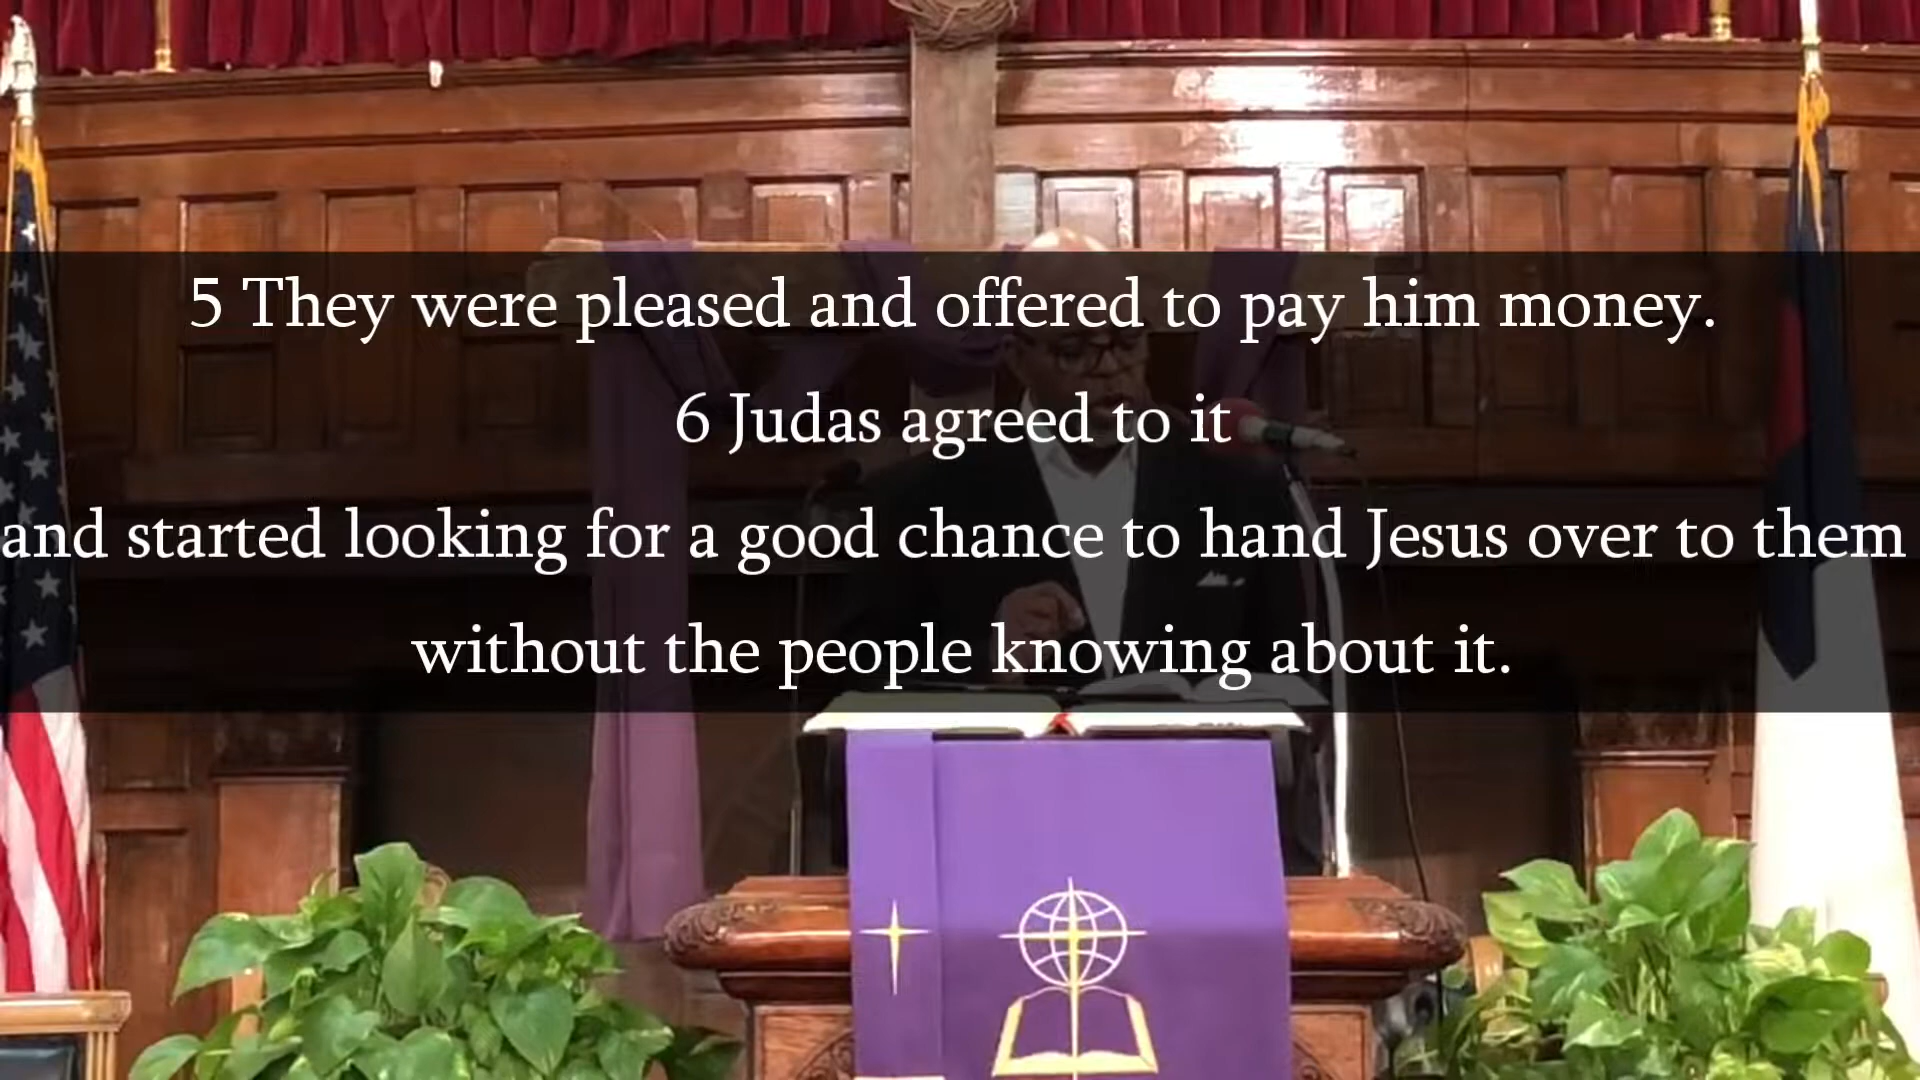 5 They were pleased and offered to pay him money.
6 Judas agreed to it
and started looking for a good chance to hand Jesus over to them
without the people knowing about it.